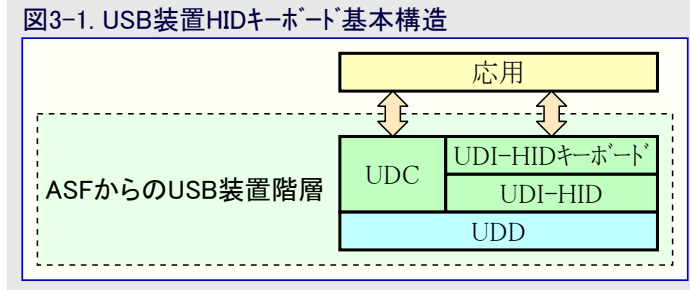 図3-1. USB装置HIDｷｰﾎﾞｰﾄﾞ基本構造
応用
UDC
UDI-HIDｷｰﾎﾞｰﾄﾞ
ASFからのUSB装置階層
UDI-HID
UDD